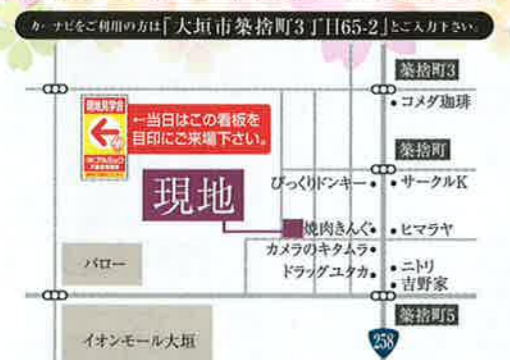 カーナビをご利用の方は「大垣市築捨町3丁目65-2」とご入力下さい。
築捨町3
コメダ珈琲
現地見学会
←当日はこの看板を
目印にご来場下さい。
築捨町
びっくりドンキー
サークルK
現地
焼肉きんぐ
ヒマラヤ
カメラのキタムラ
バロー
ドラッグユタカ
ニトリ
吉野家
築捨町5
イオンモール大垣
258